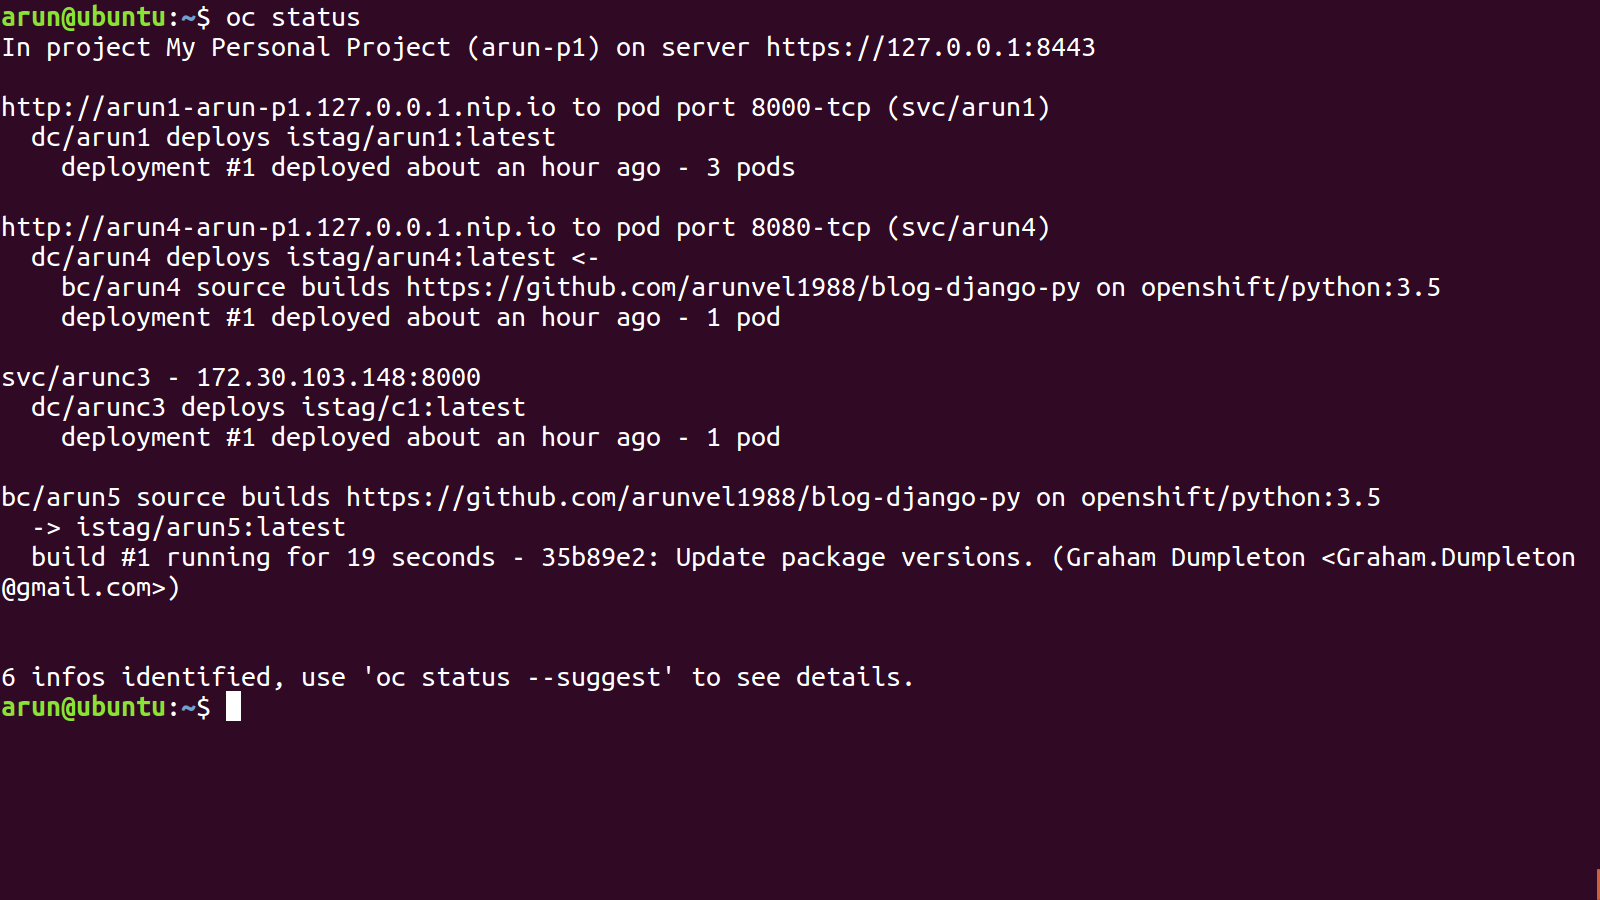 arun@ubuntu:~$ oc status
In project My Personal Project (arun-p1) on server https://127.0.0.1:8443

http://arun1-arun-p1.127.0.0.1.nip.io to pod port 8000-tcp (svc/arun1)
  dc/arun1 deploys istag/arun1:latest
    deployment #1 deployed about an hour ago - 3 pods

http://arun4-arun-p1.127.0.0.1.nip.io to pod port 8080-tcp (svc/arun4)
  dc/arun4 deploys istag/arun4:latest <-
    bc/arun4 source builds https://github.com/arunvel1988/blog-django-py on openshift/python:3.5
    deployment #1 deployed about an hour ago - 1 pod

svc/arunc3 - 172.30.103.148:8000
  dc/arunc3 deploys istag/c1:latest
    deployment #1 deployed about an hour ago - 1 pod

bc/arun5 source builds https://github.com/arunvel1988/blog-django-py on openshift/python:3.5
  -> istag/arun5:latest
  build #1 running for 19 seconds - 35b89e2: Update package versions. (Graham Dumpleton <Graham.Dumpleton
@gmail.com>)


6 infos identified, use 'oc status --suggest' to see details.
arun@ubuntu:~$